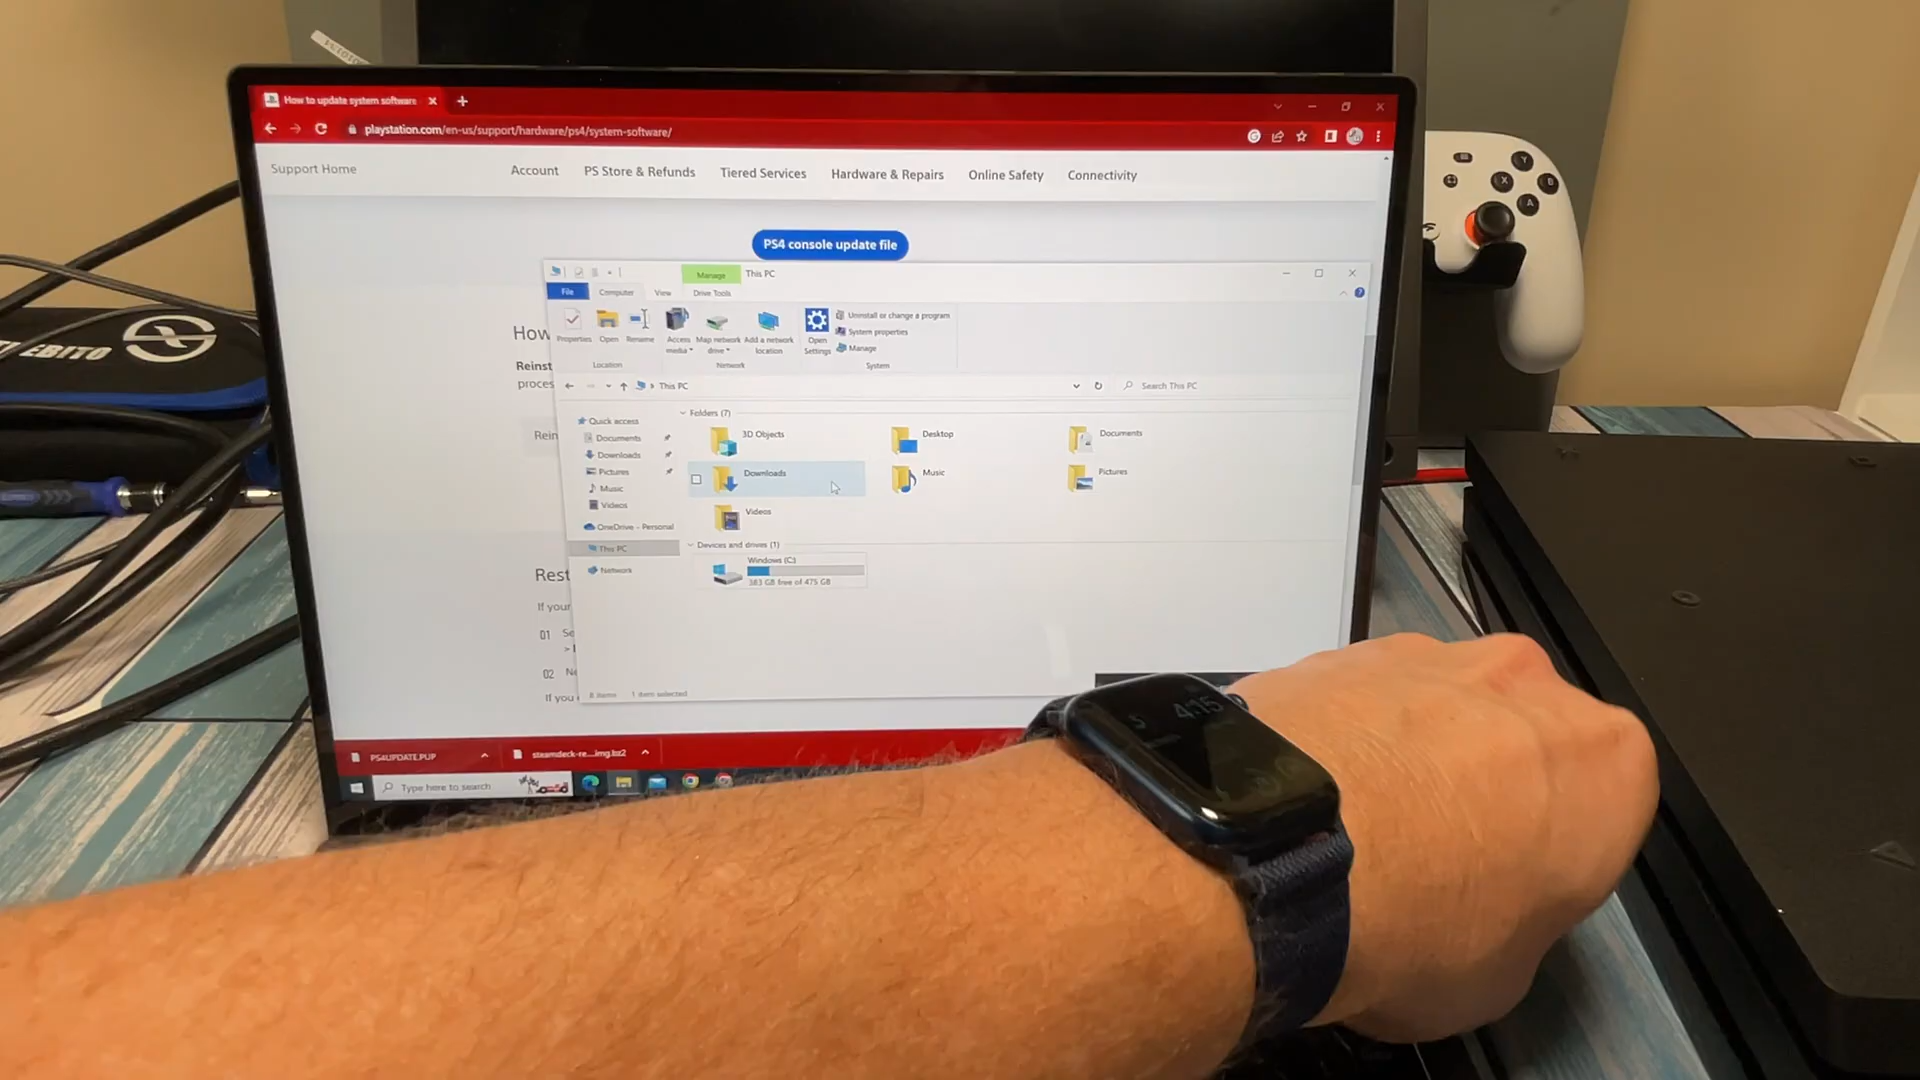 How to update system software
playstation.com/en-us/support/hardware/ps4/system-software/
Support Home
Account
PS Store & Refunds
Tiered Services
Hardware & Repairs
Online Safety
Connectivity
PS4 console update file
Manage
This PC
File
Computer
View
Drive Tools
Properties
Open
Rename
Access media
Map network drive
Add a network location
Open Settings
Uninstall or change a program
System properties
Manage
Location
Network
System
This PC
Search This PC
Quick access
Documents
Downloads
Pictures
Music
Videos
OneDrive - Personal
This PC
Network
Folders (7)
3D Objects
Desktop
Documents
Downloads
Music
Pictures
Videos
Devices and drives (1)
Windows (C:)
383 GB free of 475 GB
8 items
1 item selected
How
Reinst
proces
Rein
Rest
If your
01 Se
> I
02 Ne
If you
PS4UPDATE.PUP
steamdeck-re....img.bz2
Type here to search
4:15
Y
X
B
A